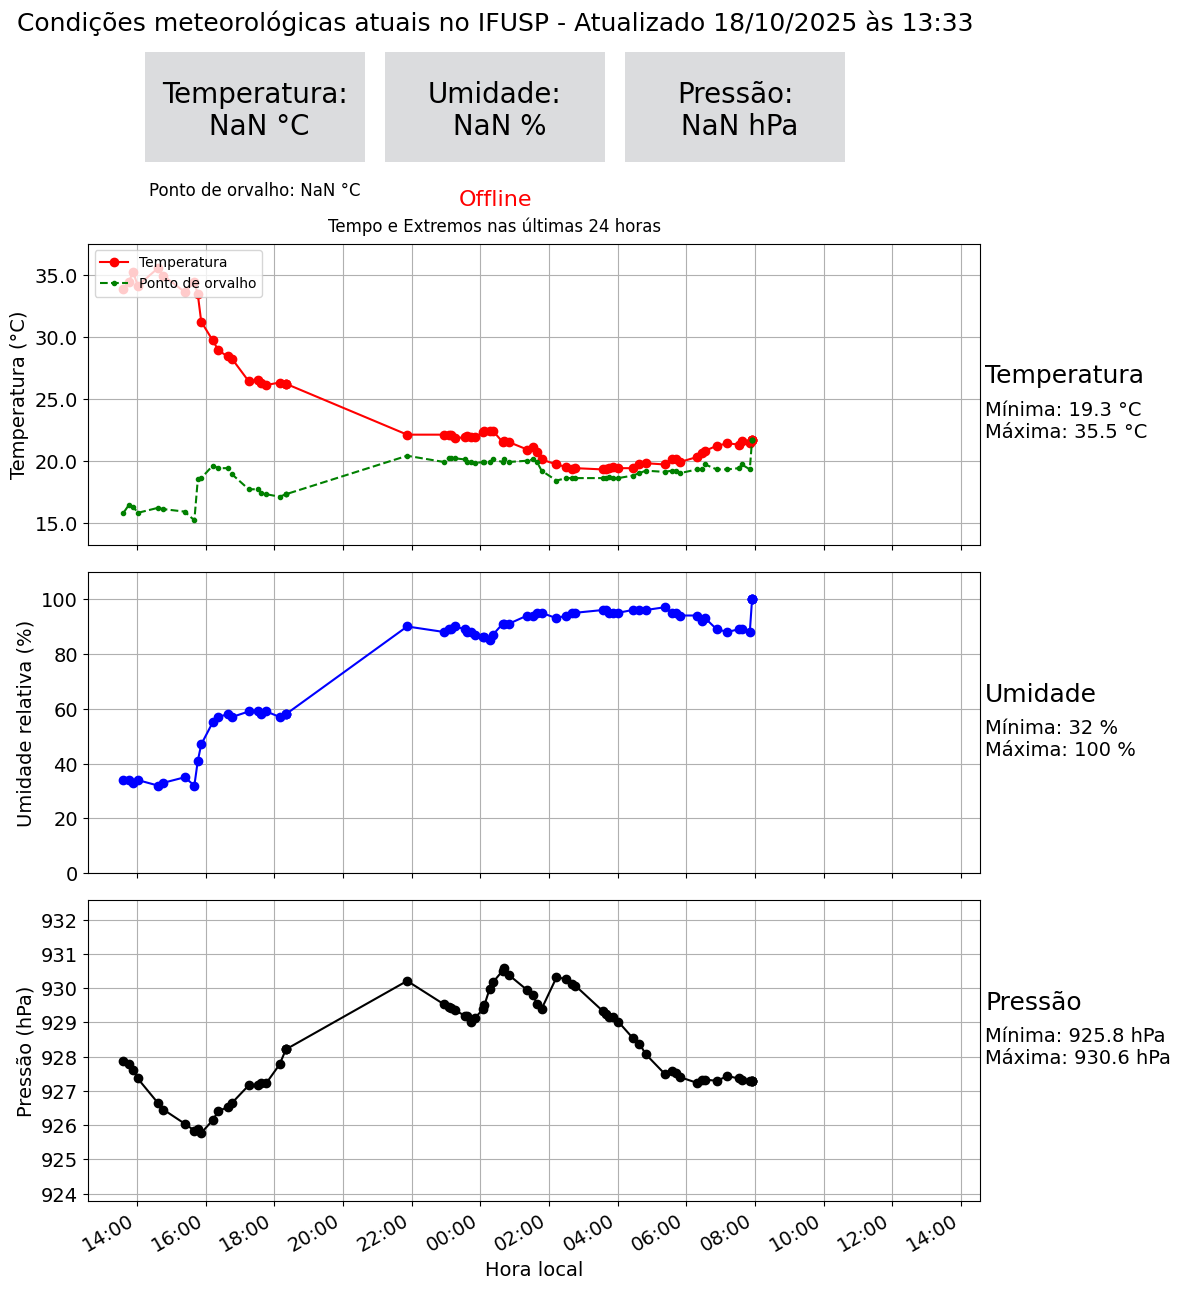 Condições meteorológicas atuais no IFUSP - Atualizado 18/10/2025 às 13:33
Temperatura:
NaN °C
Umidade:
NaN %
Pressão:
NaN hPa
Ponto de orvalho: NaN °C
Offline
Tempo e Extremos nas últimas 24 horas
Temperatura
Ponto de orvalho
Temperatura (°C)
35.0
30.0
25.0
20.0
15.0
Temperatura
Mínima: 19.3 °C
Máxima: 35.5 °C
Umidade relativa (%)
100
80
60
40
20
0
Umidade
Mínima: 32 %
Máxima: 100 %
Pressão (hPa)
932
931
930
929
928
927
926
925
924
Pressão
Mínima: 925.8 hPa
Máxima: 930.6 hPa
14:00 16:00 18:00 20:00 22:00 00:00 02:00 04:00 06:00 08:00 10:00 12:00 14:00
Hora local